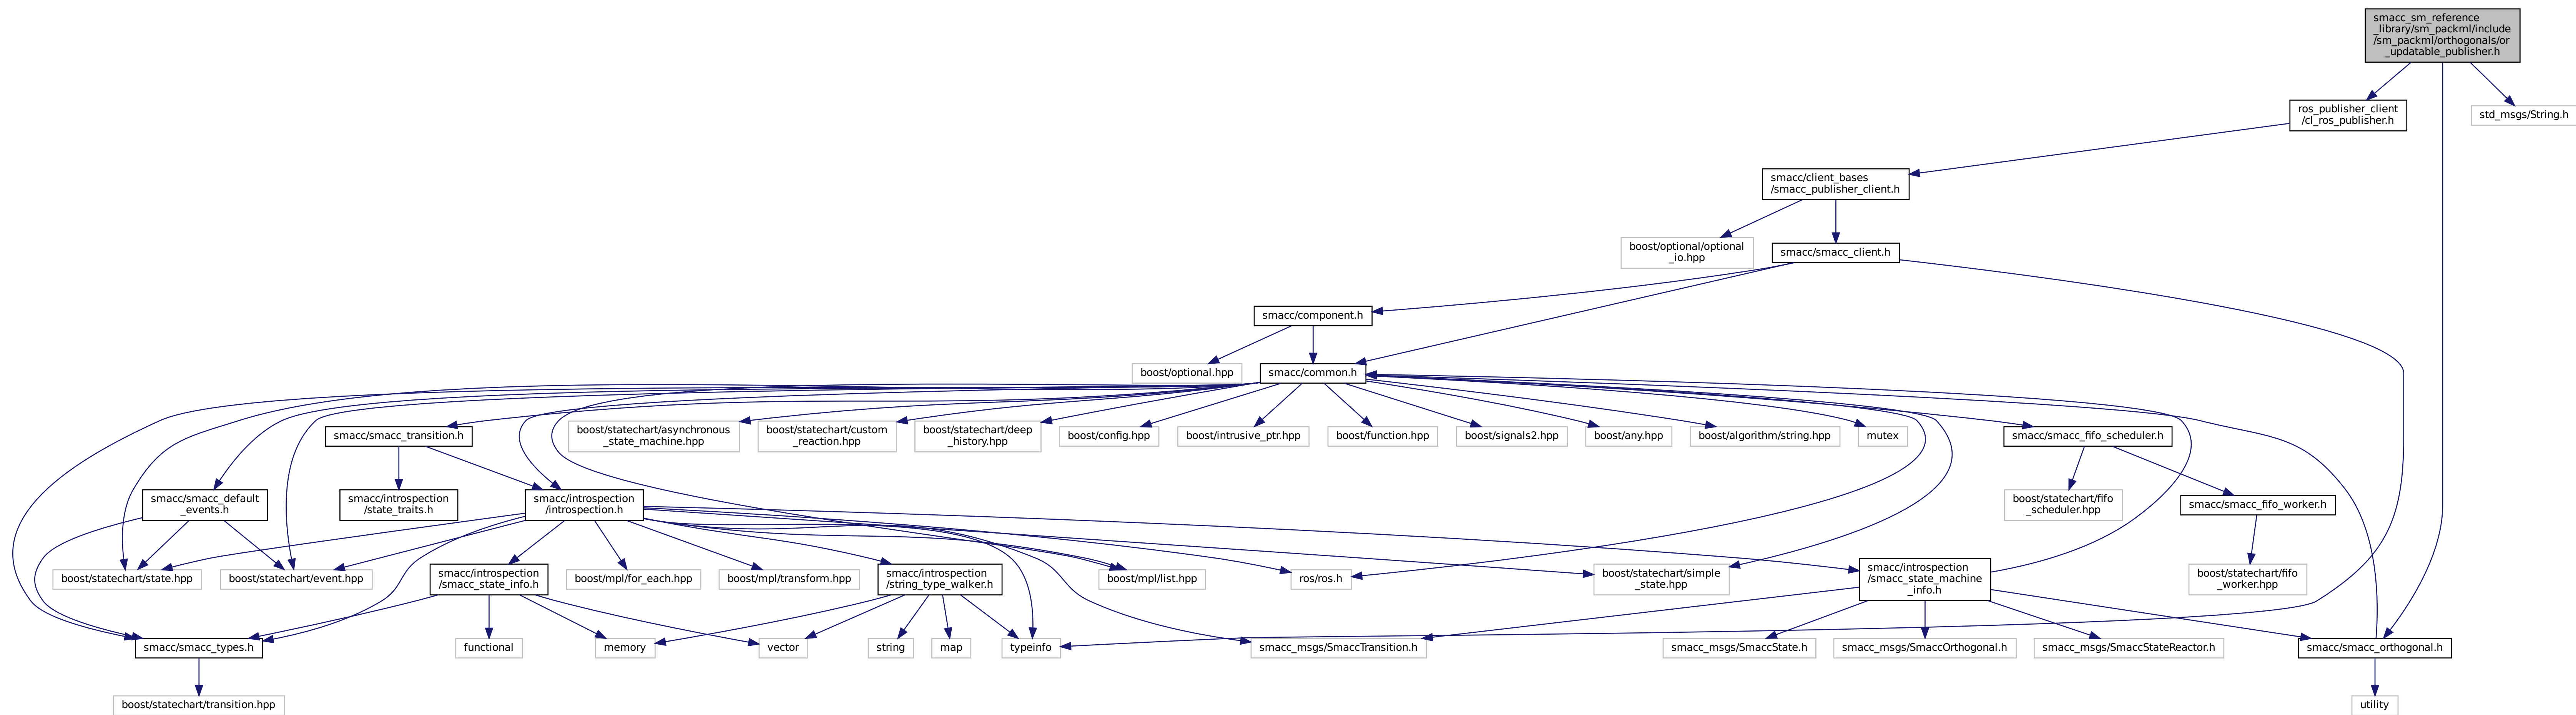 smacc_sm_reference
_library/sm_packml/include
/sm_packml/orthogonals/or
_updatable_publisher.h
ros_publisher_client
/cl_ros_publisher.h
std_msgs/String.h
smacc/client_bases
/smacc_publisher_client.h
boost/optional/optional
_io.hpp
smacc/smacc_client.h
smacc/component.h
boost/optional.hpp
smacc/common.h
smacc/smacc_transition.h
boost/statechart/asynchronous
_state_machine.hpp
boost/statechart/custom
_reaction.hpp
boost/statechart/deep
_history.hpp
boost/config.hpp
boost/intrusive_ptr.hpp
boost/function.hpp
boost/signals2.hpp
boost/any.hpp
boost/algorithm/string.hpp
mutex
smacc/smacc_fifo_scheduler.h
smacc/smacc_default
_events.h
smacc/introspection
/state_traits.h
smacc/introspection
/introspection.h
boost/statechart/fifo
_scheduler.hpp
smacc/smacc_fifo_worker.h
boost/statechart/state.hpp
boost/statechart/event.hpp
smacc/introspection
/smacc_state_info.h
boost/mpl/for_each.hpp
boost/mpl/transform.hpp
smacc/introspection
/string_type_walker.h
boost/mpl/list.hpp
ros/ros.h
boost/statechart/simple
_state.hpp
smacc/introspection
/smacc_state_machine
_info.h
boost/statechart/fifo
_worker.hpp
smacc/smacc_types.h
functional
memory
vector
string
map
typeinfo
smacc_msgs/SmaccTransition.h
smacc_msgs/SmaccState.h
smacc_msgs/SmaccOrthogonal.h
smacc_msgs/SmaccStateReactor.h
smacc/smacc_orthogonal.h
boost/statechart/transition.hpp
utility